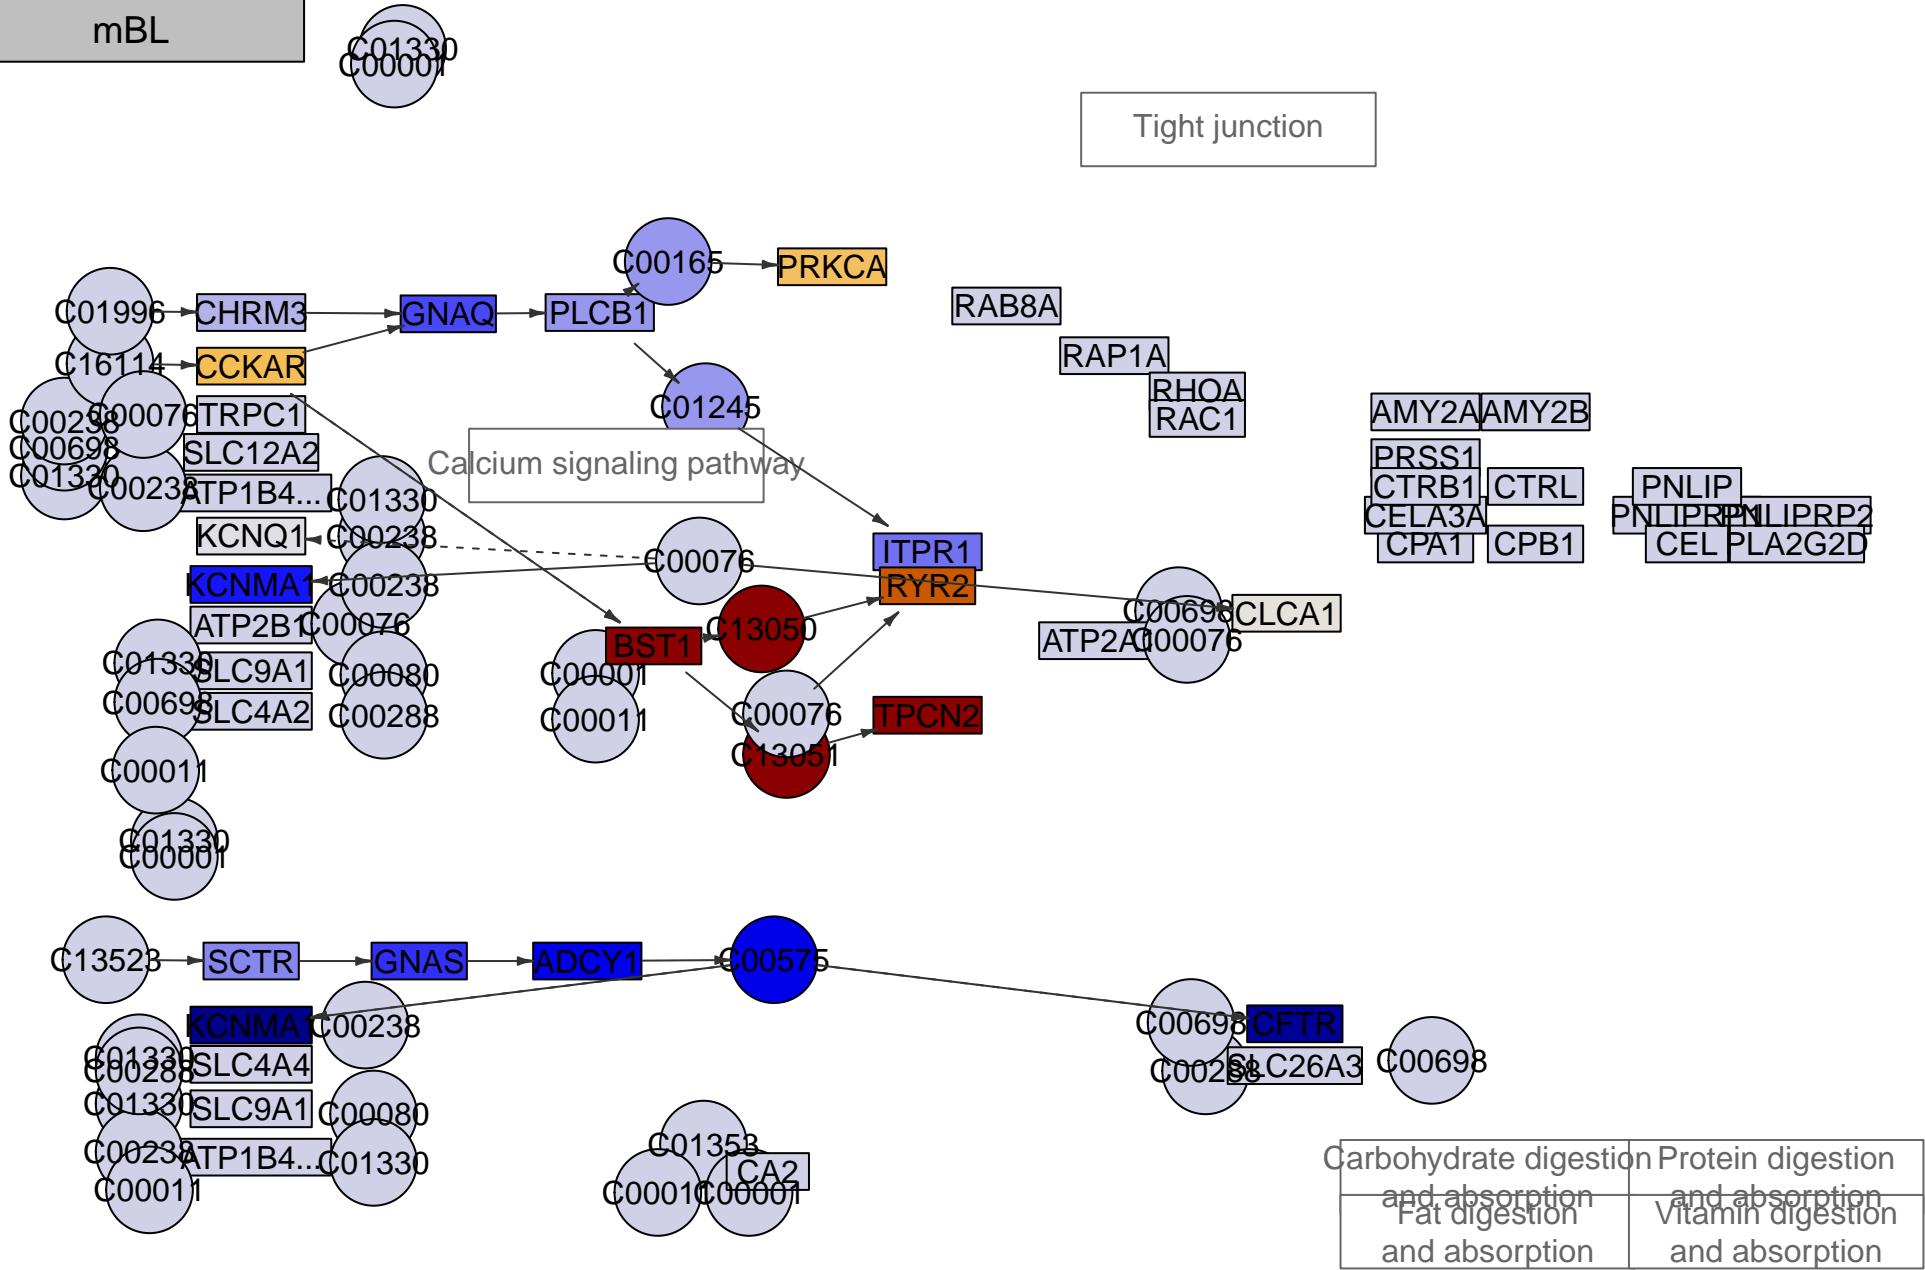 mBL
C01330
C00001
Tight junction
C00165
PRKCA
C01996
CHRM3
GNAQ
PLCB1
RAB8A
C16114
CCKAR
RAP1A
RHOA
RAC1
C00238
C00076
TRPC1
C01245
AMY2A
AMY2B
C00698
SLC12A2
Calcium signaling pathway
PRSS1
C01330
C00238
ATP1B4...
C01330
CTRB1
CTRL
PNLIP
CELA3A
PNLIPRP1
PNLIPRP2
KCNQ1
C00238
C00076
ITPR1
CPA1
CPB1
CEL
PLA2G2D
KCNMA1
C00238
RYR2
ATP2B1
C00076
C13050
C00698
CLCA1
BST1
ATP2A1
C00076
C01330
SLC9A1
C00080
C00001
C00698
SLC4A2
C00288
C00011
C00076
TPCN2
C13051
C00011
C01330
C00001
C13523
SCTR
GNAS
ADCY1
C00575
KCNMA1
C00238
C00698
CFTR
C01330
C00288
SLC4A4
C00288
SLC26A3
C00698
C01330
SLC9A1
C00080
C00238
ATP1B4...
C01330
C01353
CA2
C00011
C00011
C00001
Carbohydrate digestion
and absorption
Protein digestion
and absorption
Fat digestion
and absorption
Vitamin digestion
and absorption